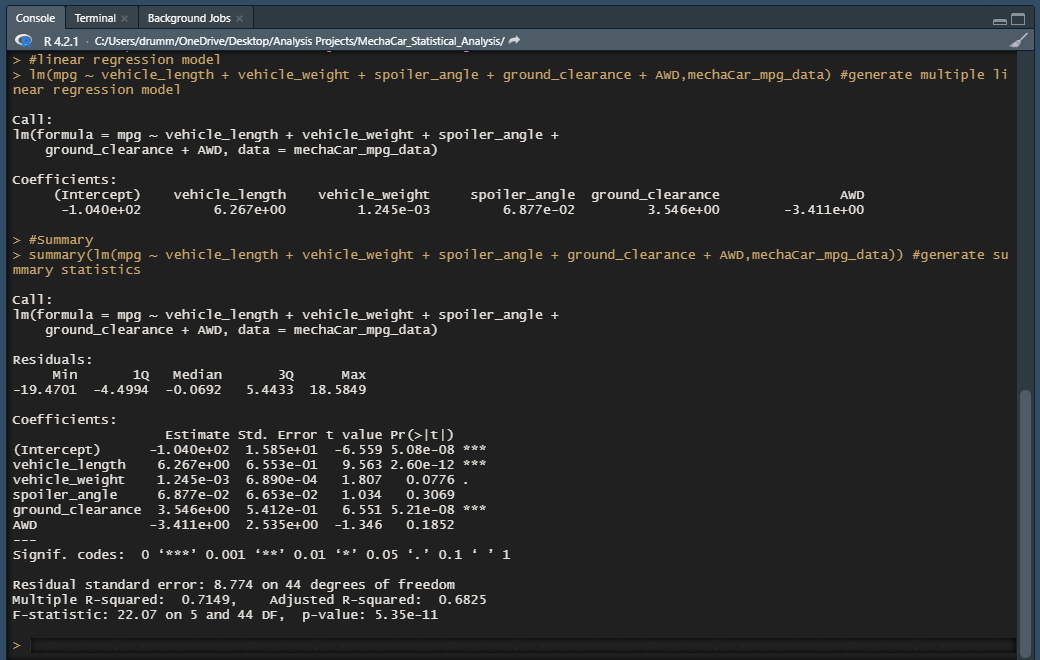 Console Terminal × Background Jobs ×
R 4.2.1 · C:/Users/drumm/OneDrive/Desktop/Analysis Projects/MechaCar_Statistical_Analysis/
> #linear regression model
> lm(mpg ~ vehicle_length + vehicle_weight + spoiler_angle + ground_clearance + AWD,mechaCar_mpg_data) #generate multiple li
near regression model
Call:
lm(formula = mpg ~ vehicle_length + vehicle_weight + spoiler_angle +
    ground_clearance + AWD, data = mechaCar_mpg_data)
Coefficients:
     (Intercept)    vehicle_length    vehicle_weight     spoiler_angle  ground_clearance               AWD
      -1.040e+02         6.267e+00         1.245e-03         6.877e-02         3.546e+00        -3.411e+00
> #Summary
> summary(lm(mpg ~ vehicle_length + vehicle_weight + spoiler_angle + ground_clearance + AWD,mechaCar_mpg_data)) #generate su
mmary statistics
Call:
lm(formula = mpg ~ vehicle_length + vehicle_weight + spoiler_angle +
    ground_clearance + AWD, data = mechaCar_mpg_data)
Residuals:
     Min       1Q   Median       3Q      Max
-19.4701  -4.4994  -0.0692   5.4433  18.5849
Coefficients:
                   Estimate Std. Error t value Pr(>|t|)
(Intercept)      -1.040e+02  1.585e+01  -6.559 5.08e-08 ***
vehicle_length    6.267e+00  6.553e-01   9.563 2.60e-12 ***
vehicle_weight    1.245e-03  6.890e-04   1.807   0.0776 .
spoiler_angle     6.877e-02  6.653e-02   1.034   0.3069
ground_clearance  3.546e+00  5.412e-01   6.551 5.21e-08 ***
AWD              -3.411e+00  2.535e+00  -1.346   0.1852
---
Signif. codes:  0 ‘***’ 0.001 ‘**’ 0.01 ‘*’ 0.05 ‘.’ 0.1 ‘ ’ 1
Residual standard error: 8.774 on 44 degrees of freedom
Multiple R-squared:  0.7149,    Adjusted R-squared:  0.6825
F-statistic: 22.07 on 5 and 44 DF,  p-value: 5.35e-11
>